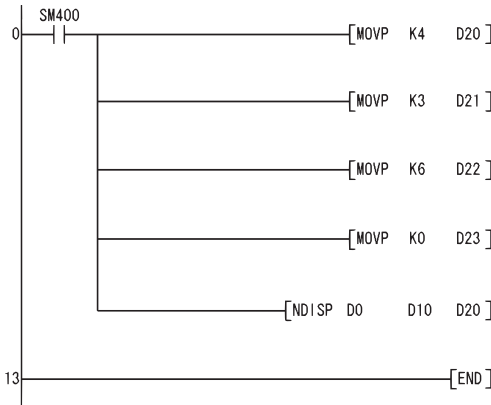 SM400
0 MOVP K4 D20
MOVP K3 D21
MOVP K6 D22
MOVP K0 D23
NDISP D0 D10 D20
13 END